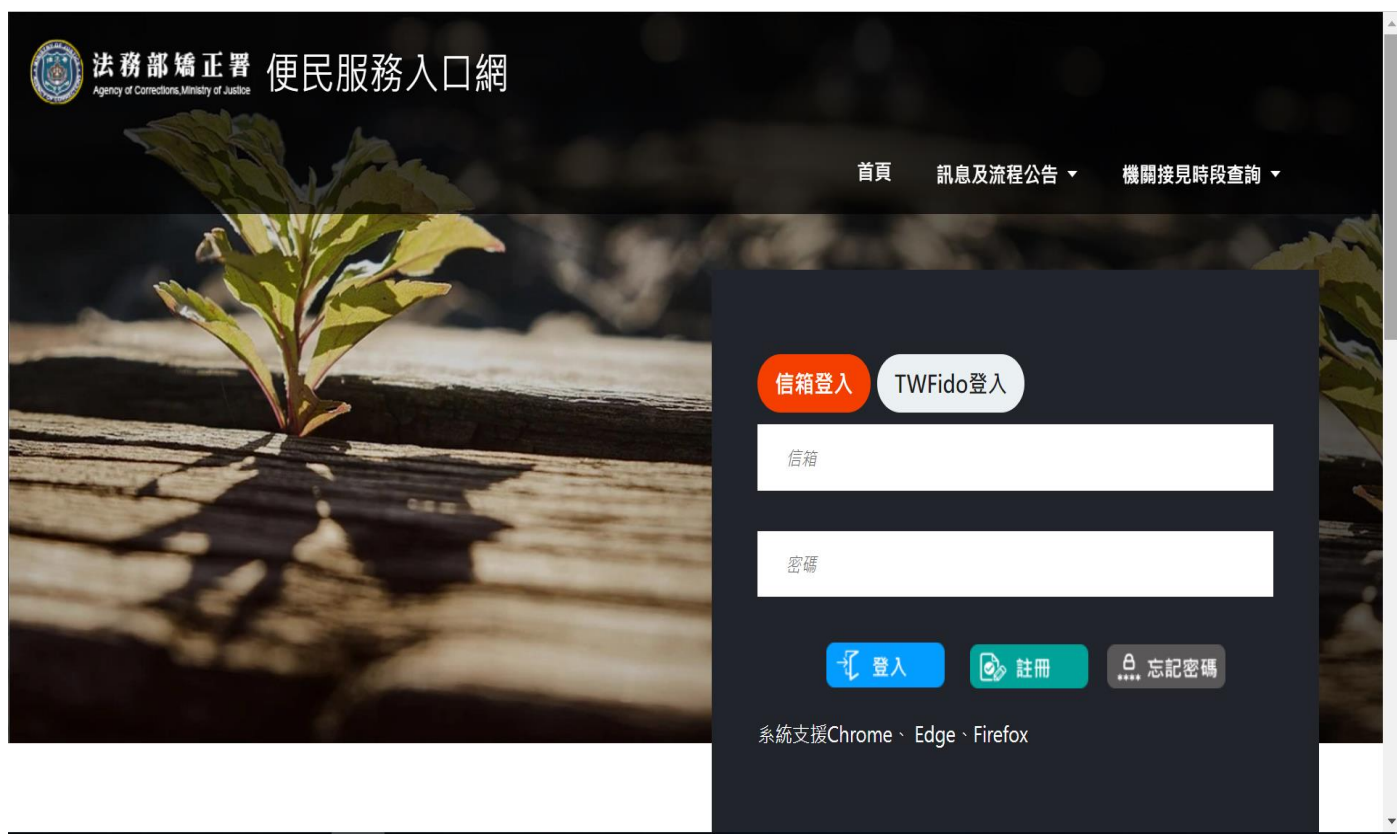 法務部矯正署 便民服務入口網
Agency of Corrections,Ministry of Justice
首頁 訊息及流程公告 機關接見時段查詢
信箱登入 TWFido登入
信箱
密碼
登入 註冊 忘記密碼
系統支援Chrome、 Edge、Firefox